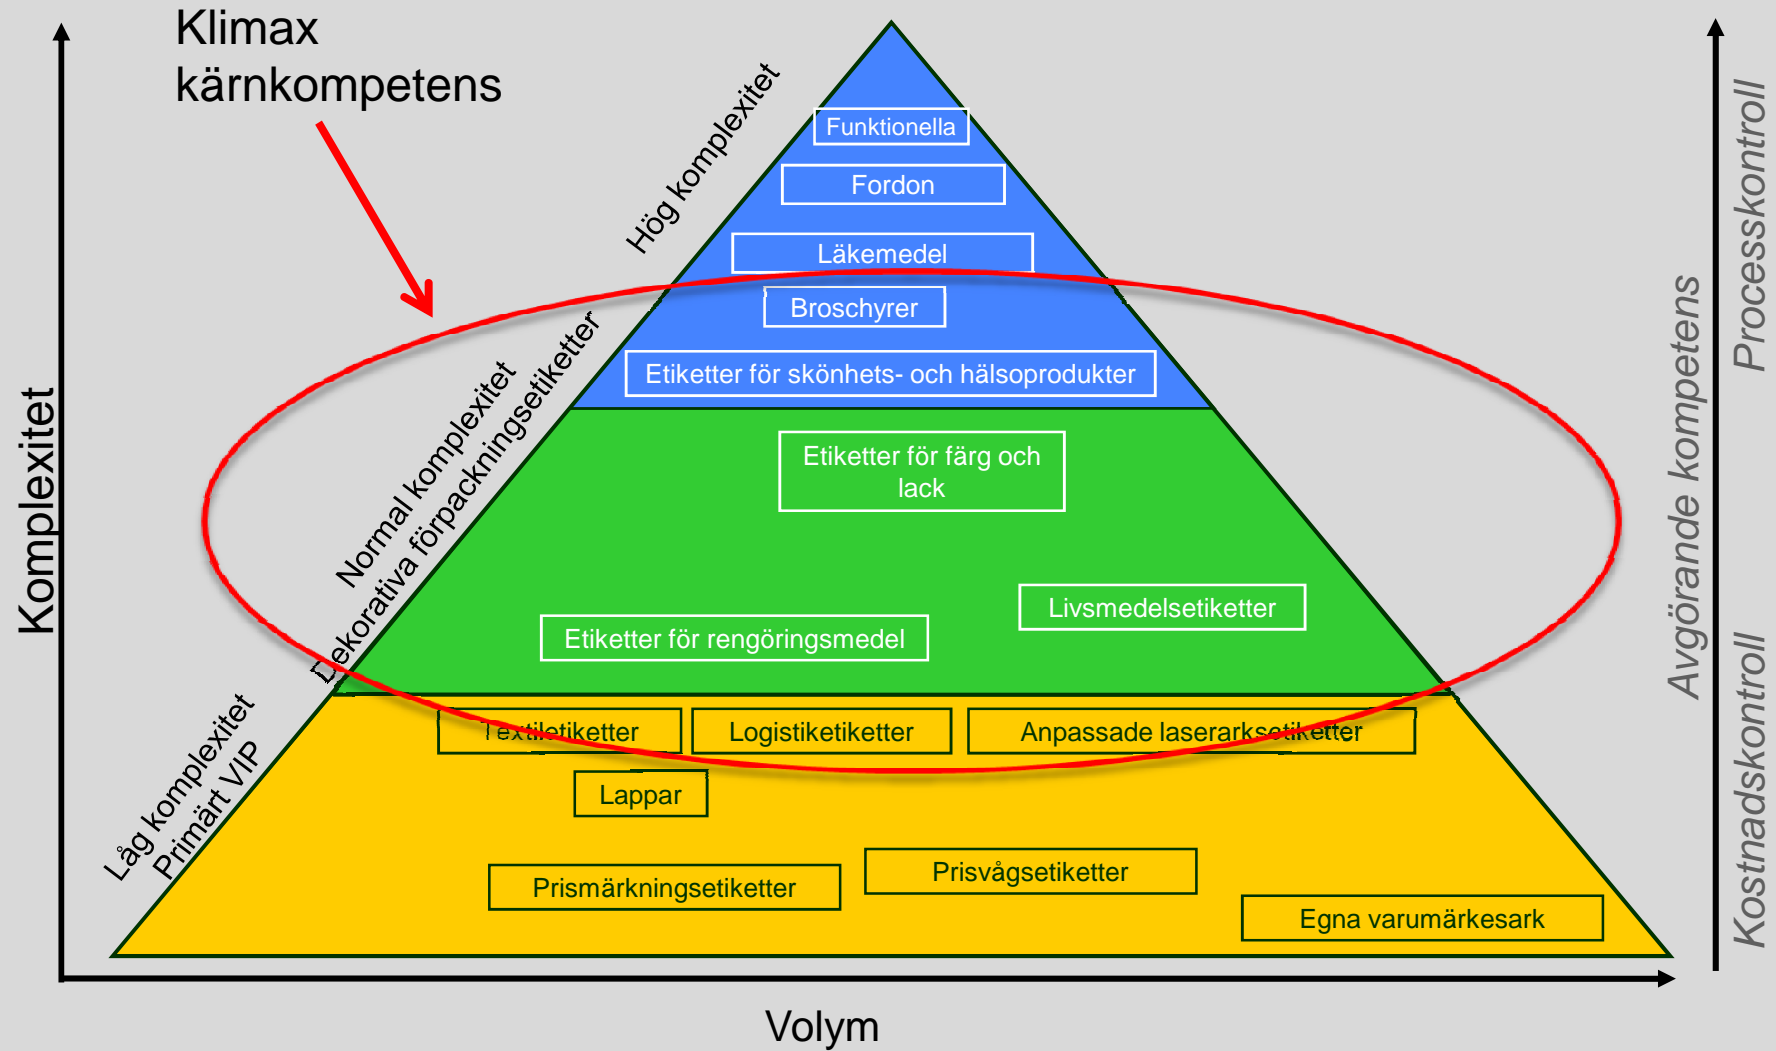 Klimax
kärnkompetens
Komplexitet
Hög komplexitet
Normal komplexitet
Dekorativa förpackningsetiketter
Låg komplexitet
Primärt VIP
Funktionella
Fordon
Läkemedel
Broschyrer
Etiketter för skönhets- och hälsoprodukter
Etiketter för färg och
lack
Livsmedelsetiketter
Etiketter för rengöringsmedel
Textiletiketter
Logistiketiketter
Anpassade laserarksetiketter
Lappar
Prisvågsetiketter
Prismärkningsetiketter
Egna varumärkesark
Volym
Avgörande kompetens
Processkontroll
Kostnadskontroll